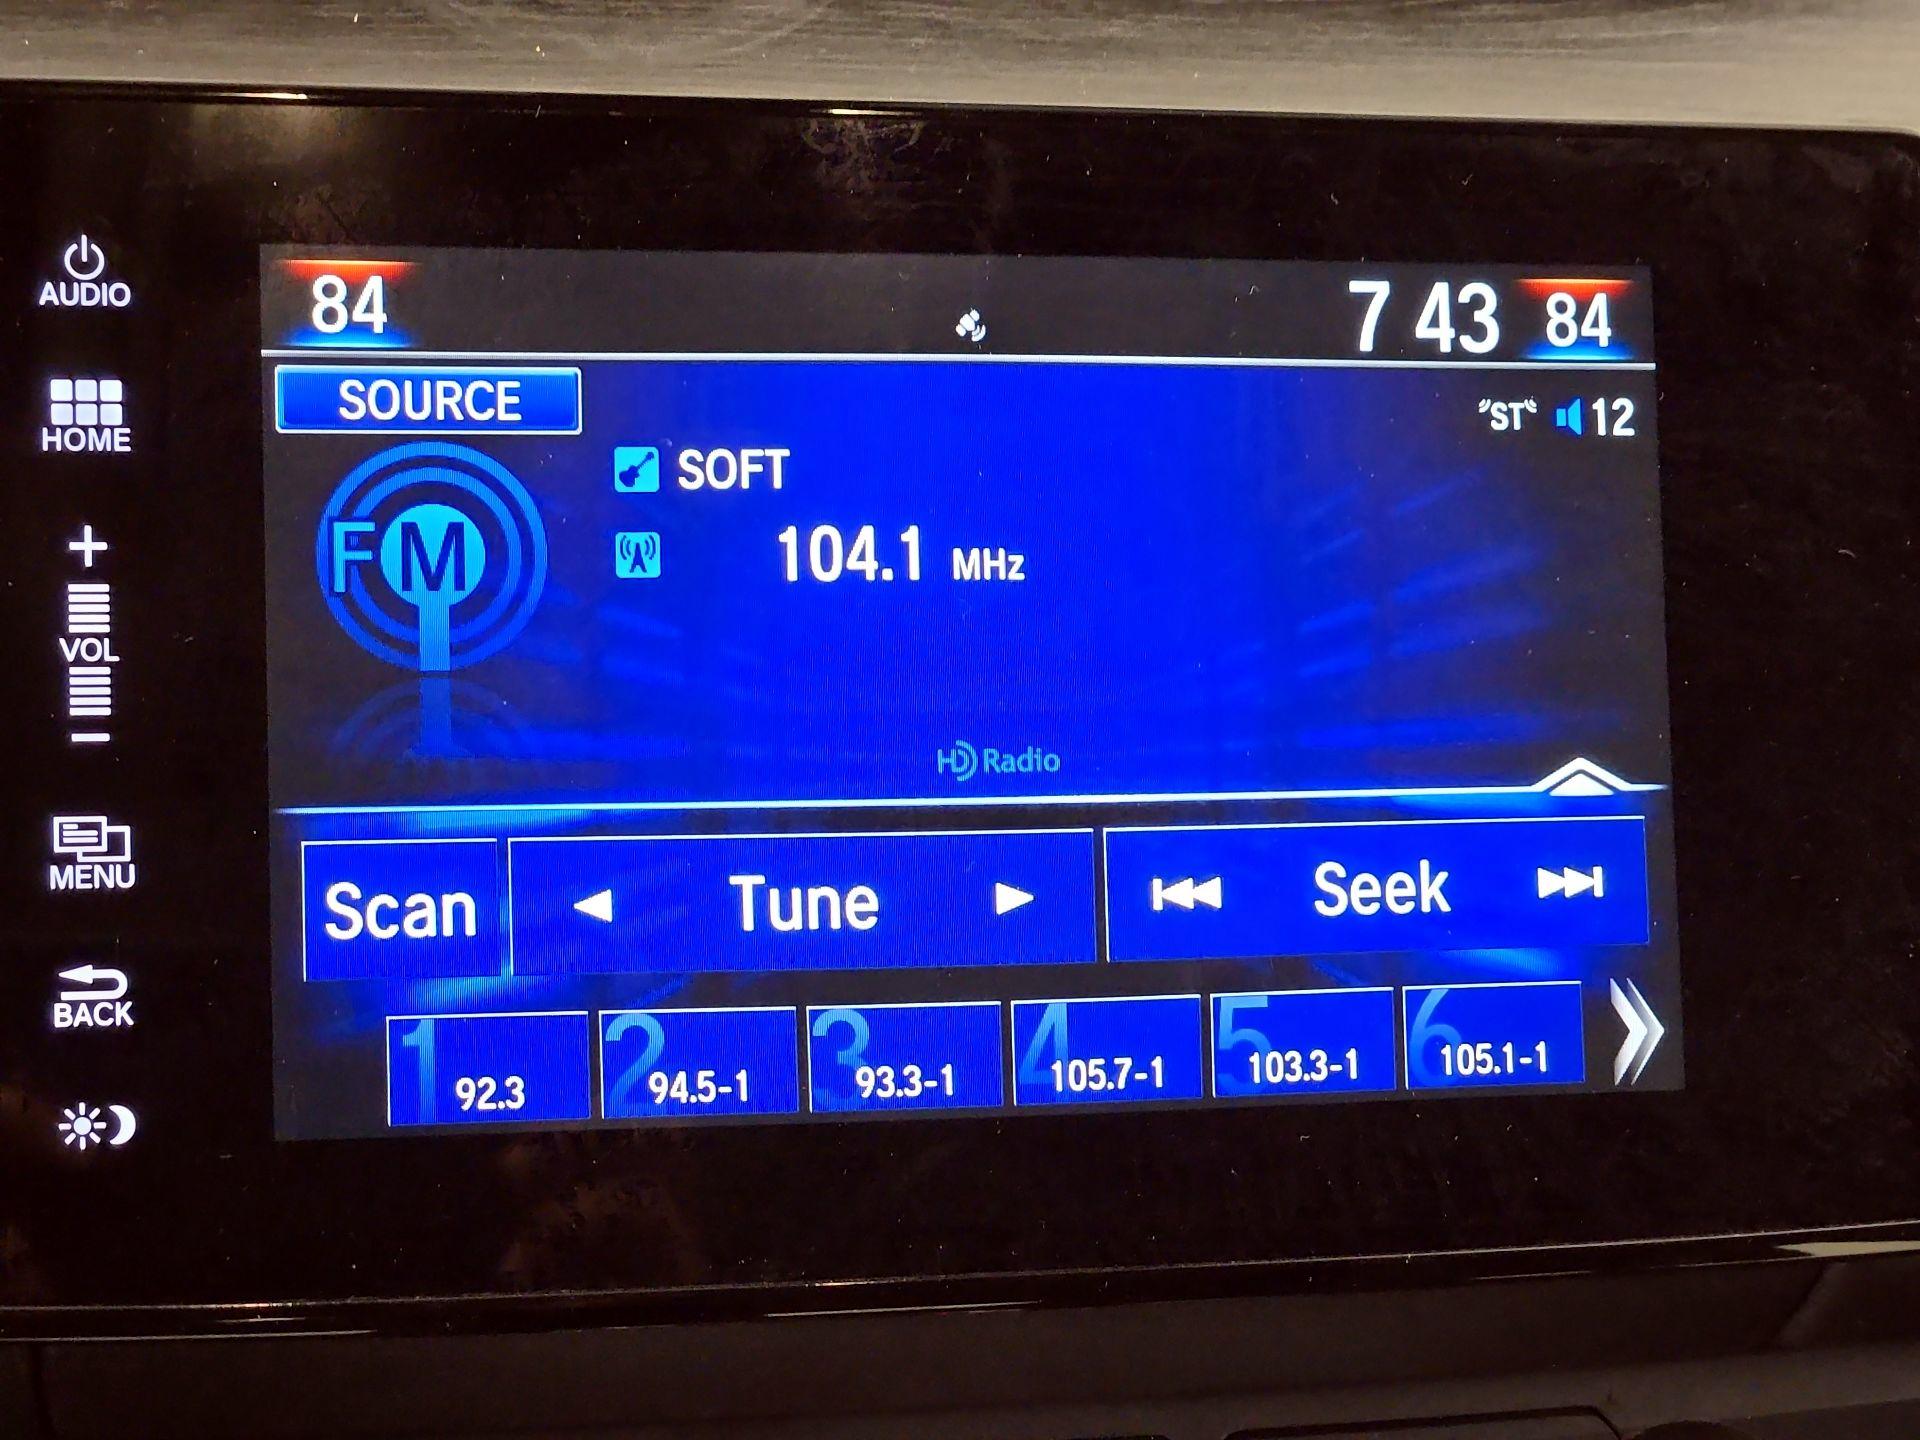 84
7 43 84
AUDIO
SOURCE
"ST" 12
HOME
SOFT
FM
104.1 MHz
+
VOL
-
HD Radio
MENU
Scan
Tune
Seek
BACK
1 92.3
2 94.5-1
3 93.3-1
4 105.7-1
5 103.3-1
6 105.1-1